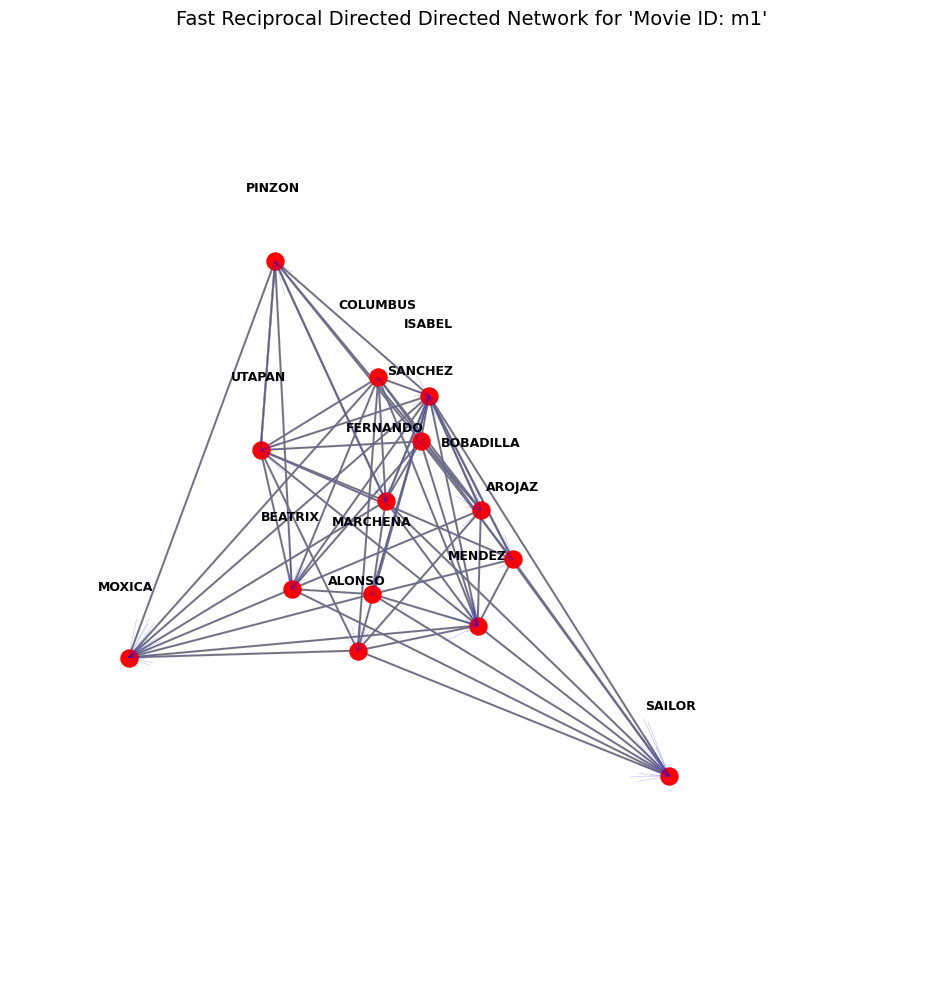 Fast Reciprocal Directed Directed Network for 'Movie ID: m1'
PINZON
COLUMBUS
ISABEL
SANCHEZ
UTAPAN
FERNANDO
BOBADILLA
AROJAZ
BEATRIX
MARCHENA
MENDEZ
ALONSO
MOXICA
SAILOR